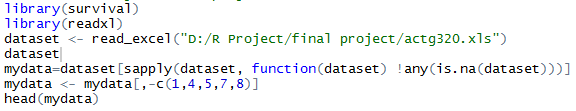 library(survival)
library(readxl)
dataset <- read_excel("D:/R Project/final project/actg320.xls")
dataset
mydata=dataset[sapply(dataset, function(dataset) !any(is.na(dataset)))]
mydata <- mydata[,-c(1,4,5,7,8)]
head(mydata)